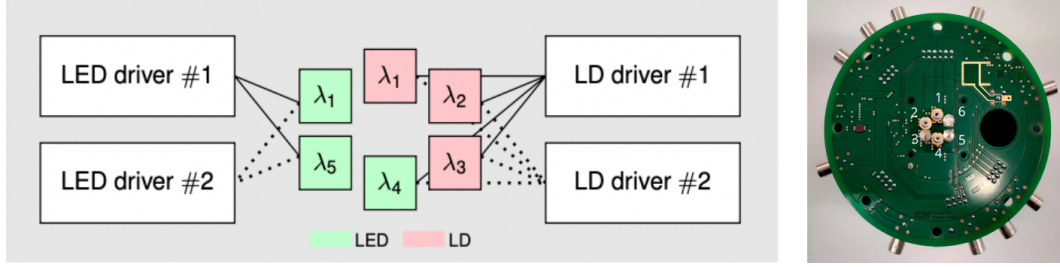 LED driver #1
LED driver #2
λ1
λ5
λ1
λ2
λ3
λ4
LD driver #1
LD driver #2
LED
LD
1
2
3
4
5
6